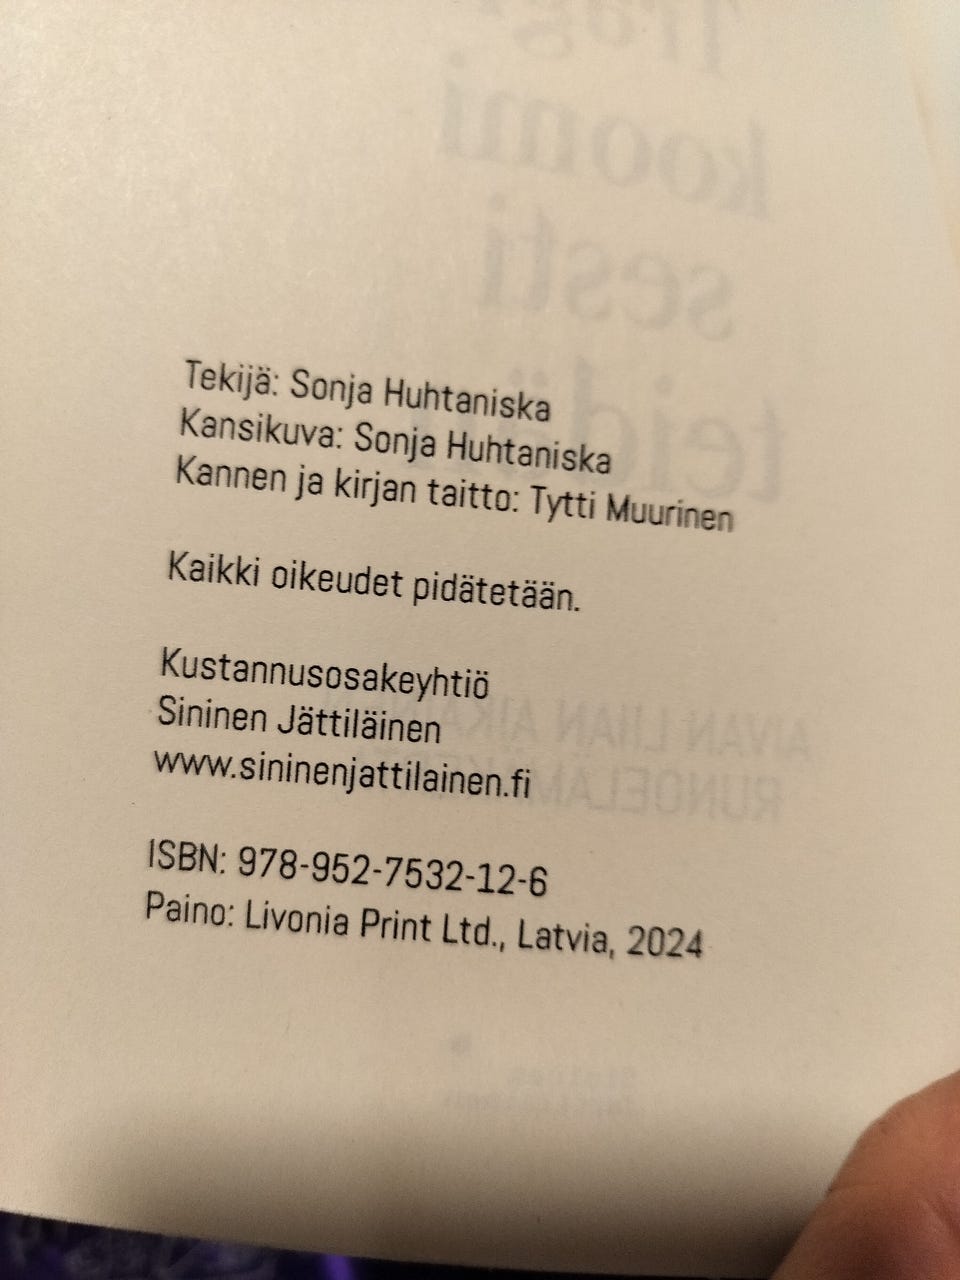 Tekijä: Sonja Huhtaniska
Kansikuva: Sonja Huhtaniska
Kannen ja kirjan taitto: Tytti Muurinen
Kaikki oikeudet pidätetään.
Kustannusosakeyhtiö
Sininen Jättiläinen
www.sininenjattilainen.fi
ISBN: 978-952-7532-12-6
Paino: Livonia Print Ltd., Latvia, 2024